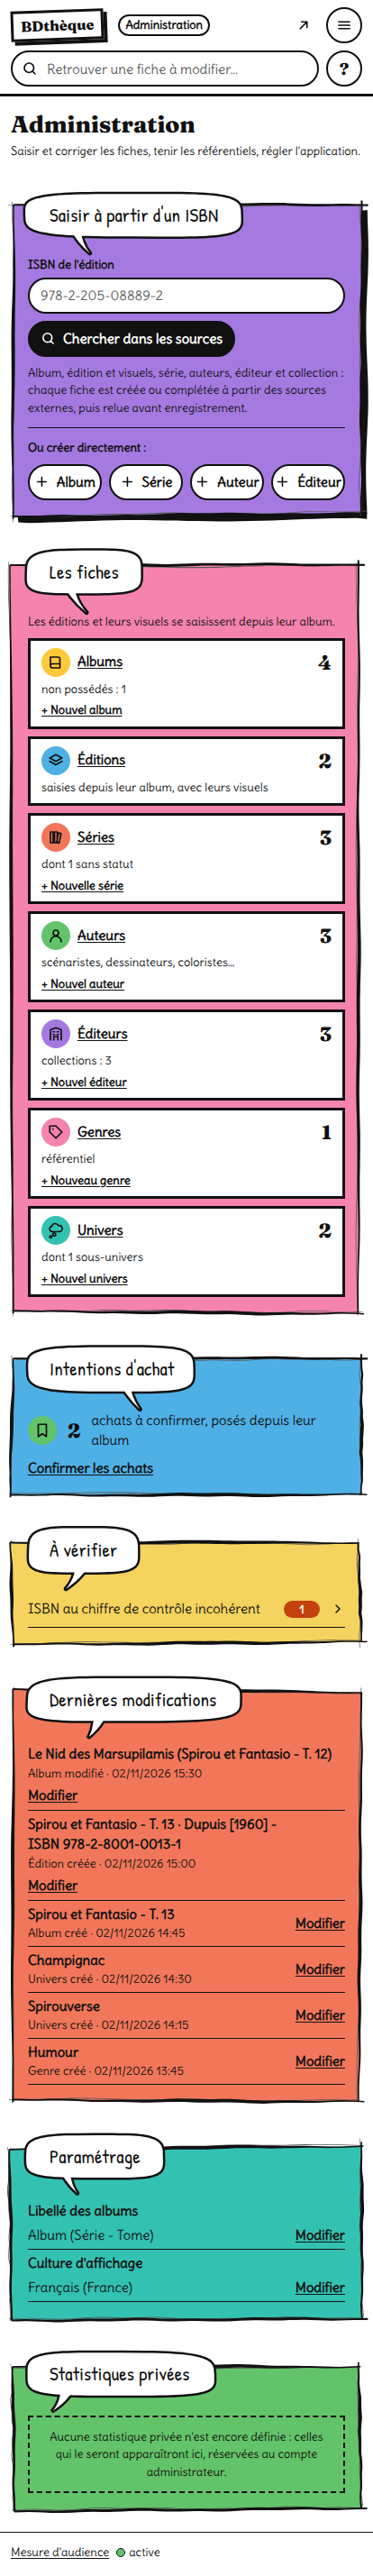 BDthèque
Administration
Retrouver une fiche à modifier...
?
Administration
Saisir et corriger les fiches, tenir les référentiels, régler l'application.
Saisir à partir d'un ISBN
ISBN de l'édition
978-2-205-08889-2
Chercher dans les sources
Album, édition et visuels, série, auteurs, éditeur et collection :
chaque fiche est créée ou complétée à partir des sources
externes, puis relue avant enregistrement.
Ou créer directement :
+ Album + Série + Auteur + Éditeur
Les fiches
Les éditions et leurs visuels se saisissent depuis leur album.
Albums 4
non possédés : 1
+ Nouvel album
Éditions 2
saisies depuis leur album, avec leurs visuels
Séries 3
dont 1 sans statut
+ Nouvelle série
Auteurs 3
scénaristes, dessinateurs, coloristes...
+ Nouvel auteur
Éditeurs 3
collections : 3
+ Nouvel éditeur
Genres 1
référentiel
+ Nouveau genre
Univers 2
dont 1 sous-univers
+ Nouvel univers
Intentions d'achat
2 achats à confirmer, posés depuis leur
album
Confirmer les achats
À vérifier
ISBN au chiffre de contrôle incohérent 1
Dernières modifications
Le Nid des Marsupilamis (Spirou et Fantasio - T. 12)
Album modifié · 02/11/2026 15:30
Modifier
Spirou et Fantasio - T. 13 · Dupuis [1960] -
ISBN 978-2-8001-0013-1
Édition créée · 02/11/2026 15:00
Modifier
Spirou et Fantasio - T. 13
Album créé · 02/11/2026 14:45
Modifier
Champignac
Univers créé · 02/11/2026 14:30
Modifier
Spirouverse
Univers créé · 02/11/2026 14:15
Modifier
Humour
Genre créé · 02/11/2026 13:45
Modifier
Paramétrage
Libellé des albums
Album (Série - Tome) Modifier
Culture d'affichage
Français (France) Modifier
Statistiques privées
Aucune statistique privée n'est encore définie : celles
qui le seront apparaîtront ici, réservées au compte
administrateur.
Mesure d'audience active